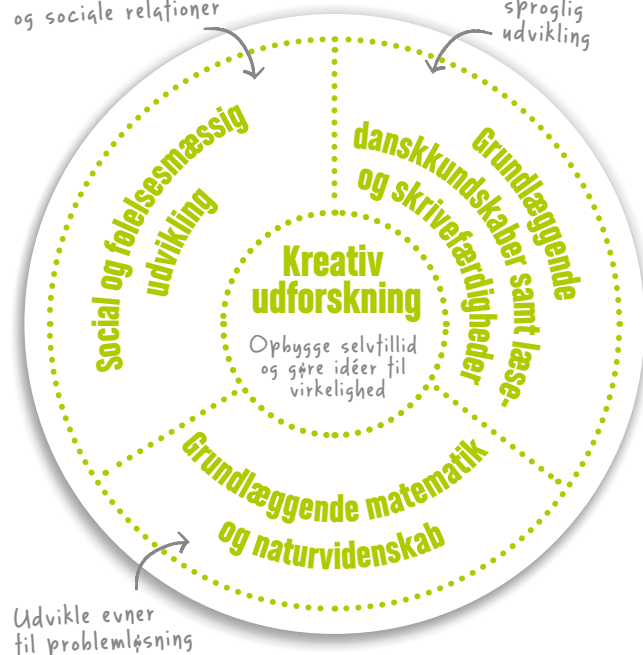 og sociale relationer
sproglig
udvikling
Social og følelsesmæssig
udvikling
Grundlæggende
danskkundskaber samt læse-
og skrivefærdigheder
Kreativ
udforskning
Opbygge selvtillid
og gøre idéer til
virkelighed
Grundlæggende matematik
og naturvidenskab
Udvikle evner
til problemløsning